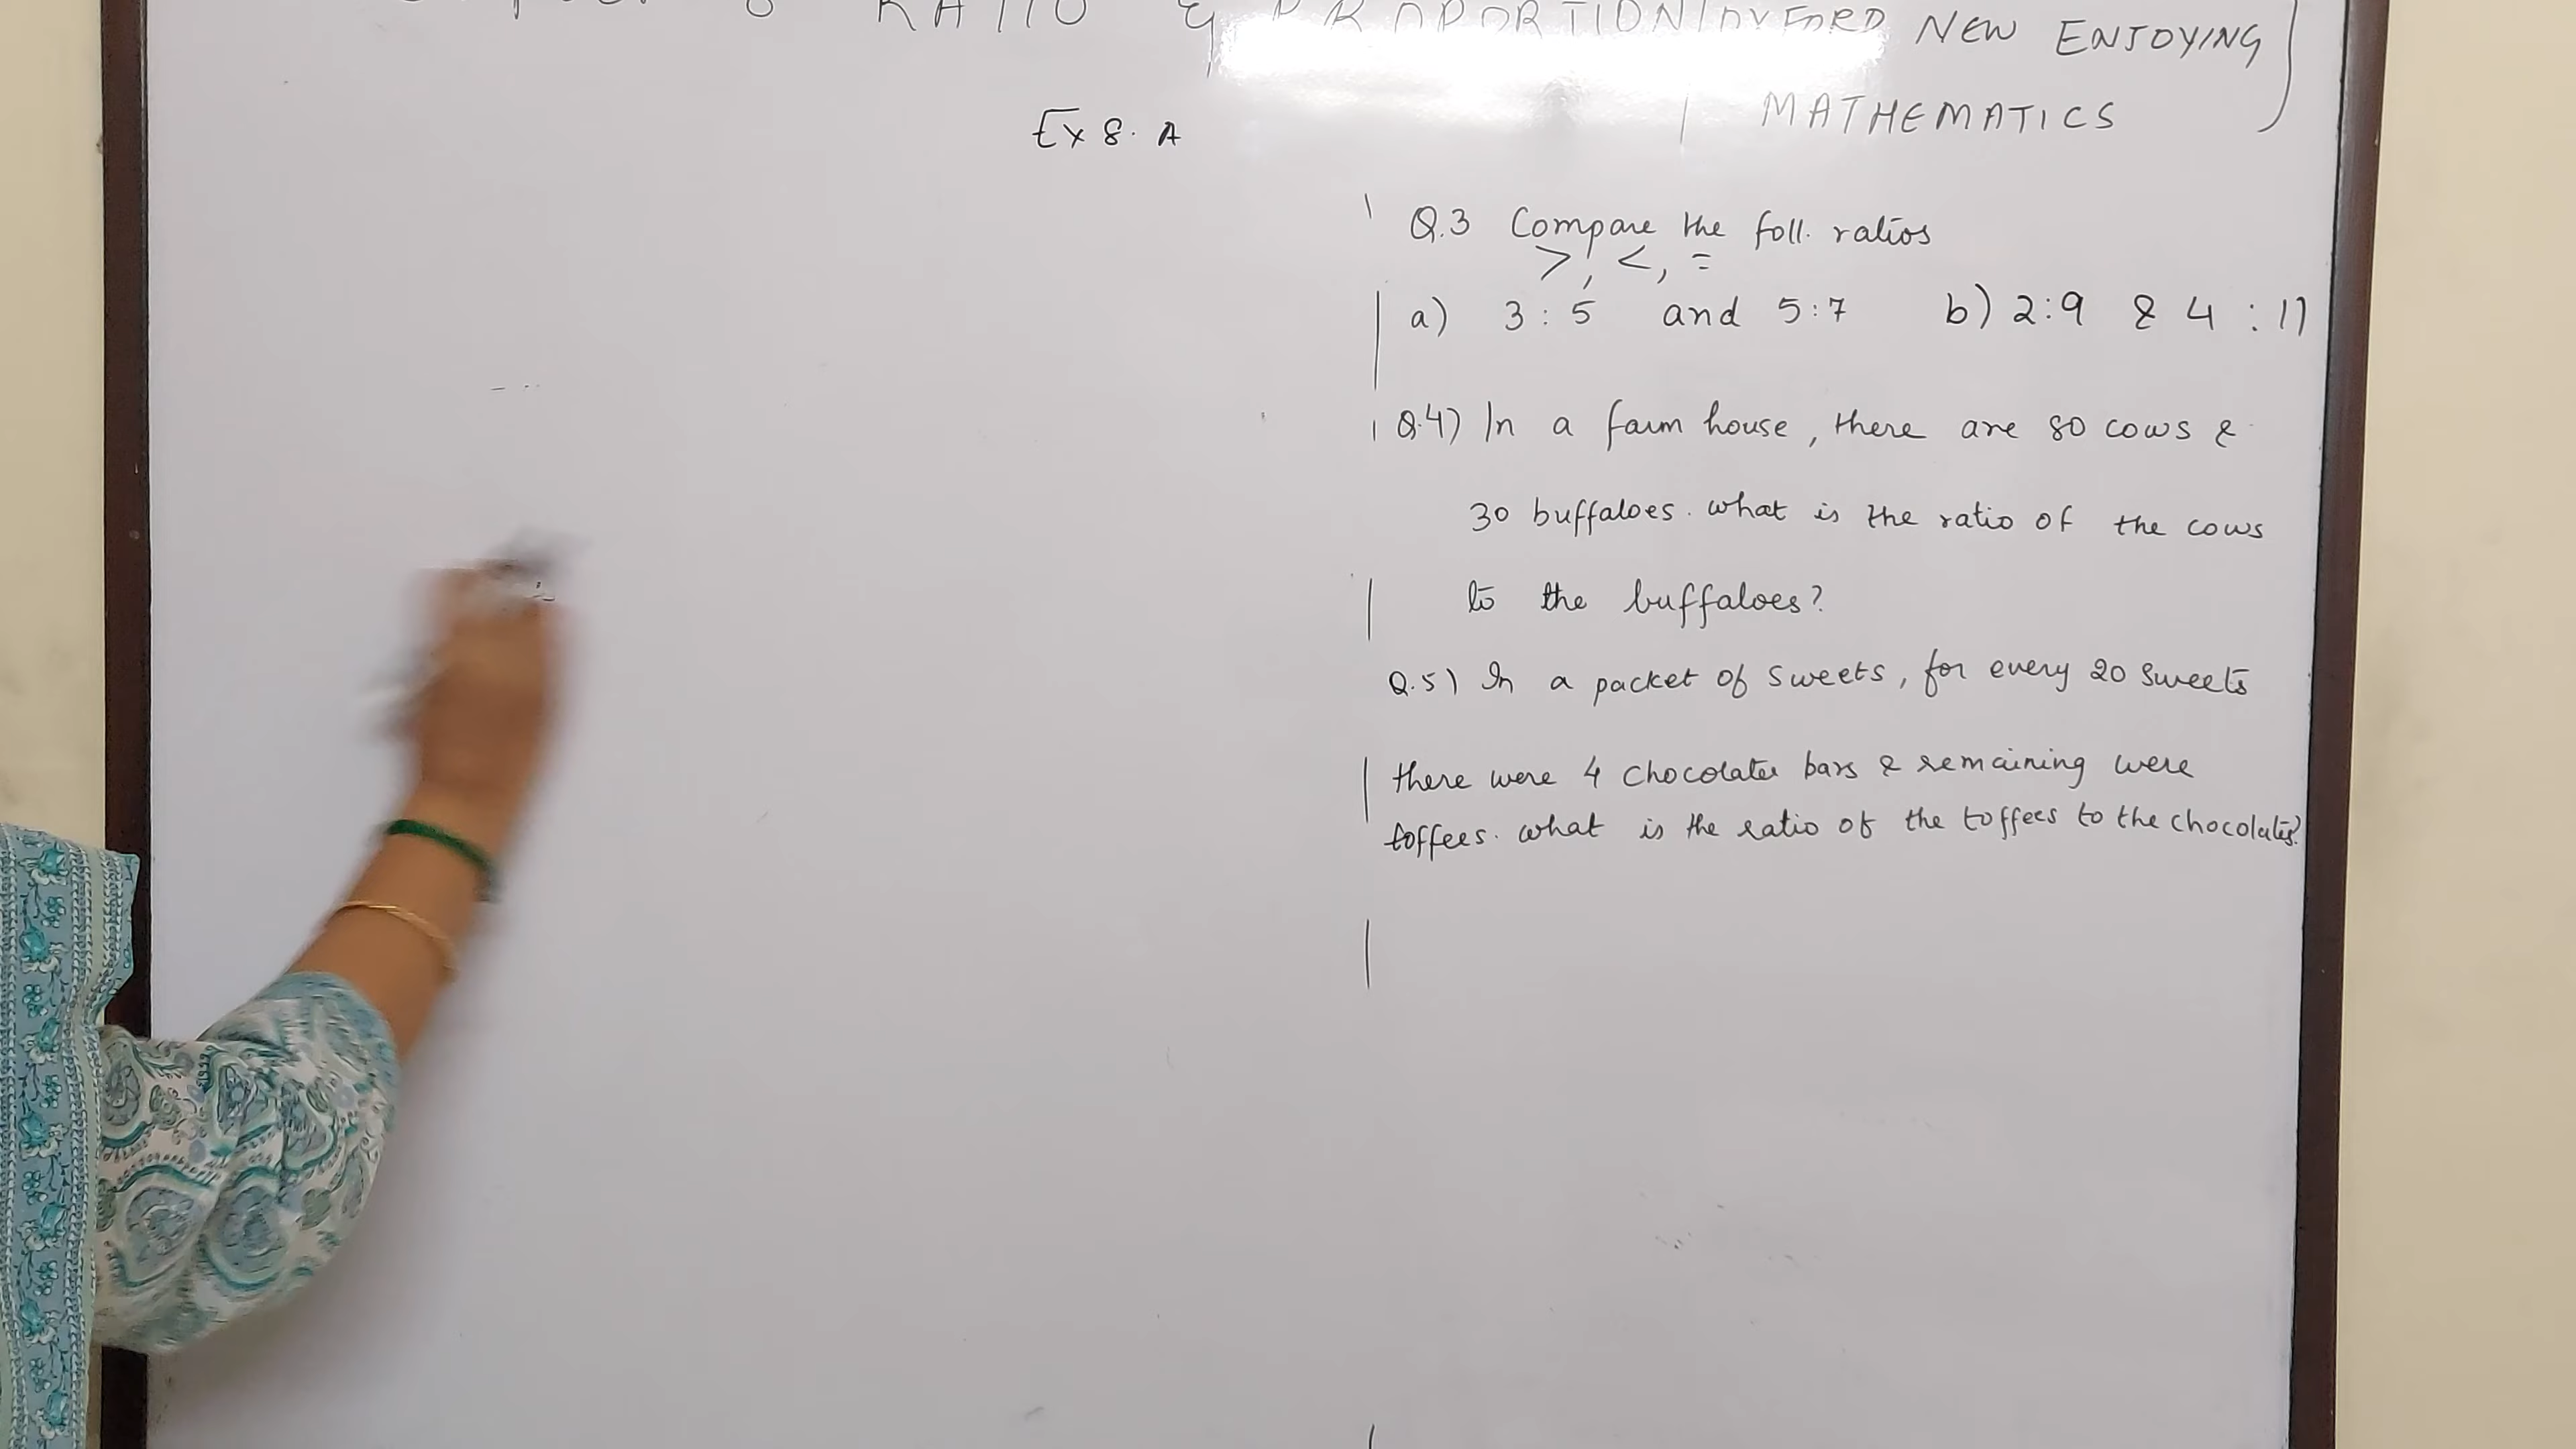 8 RATIO & PROPORTION (OXFORD NEW ENJOYING
MATHEMATICS
Ex 8. A
Q.3 Compare the foll. ratios
>, <, =
a) 3 : 5 and 5:7 b) 2:9 & 4 : 11
Q.4) In a farm house, there are 80 cows &
30 buffaloes. what is the ratio of the cows
to the buffaloes?
Q.5) In a packet of sweets, for every 20 sweets
there were 4 chocolate bars & remaining were
toffees. what is the ratio of the toffees to the chocolates?